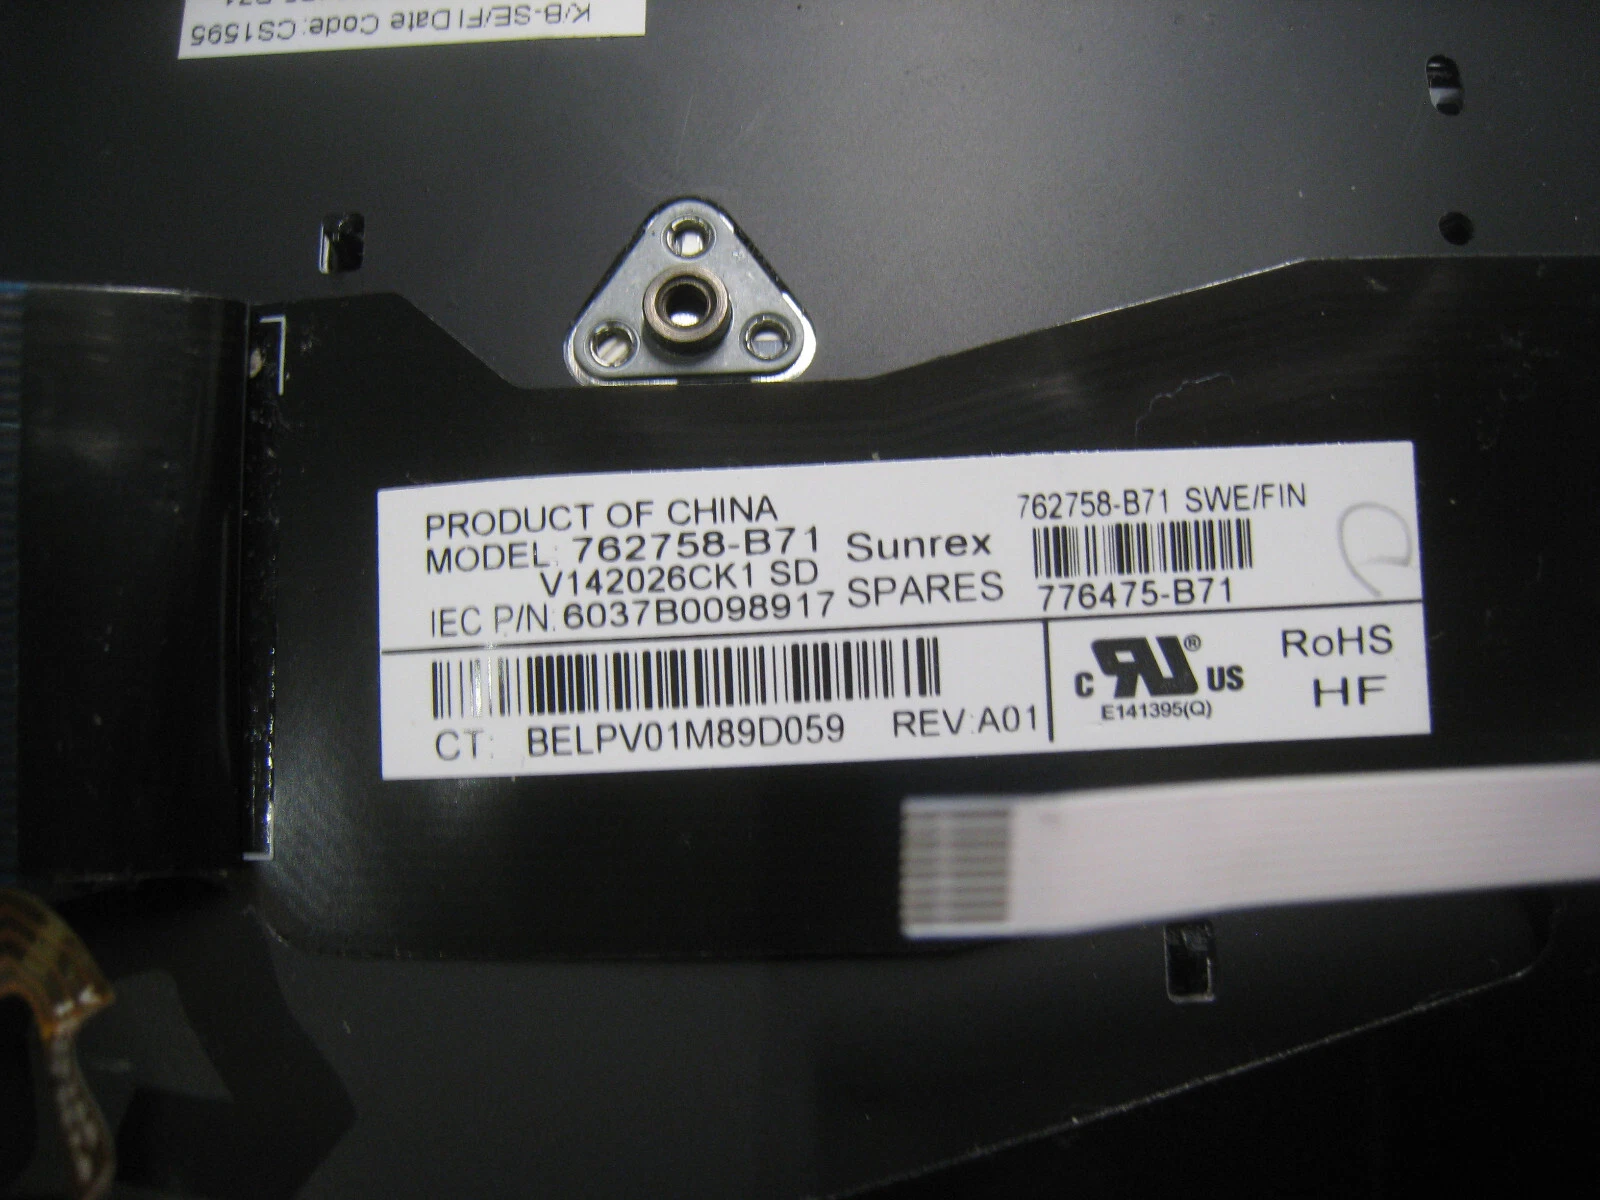 K/B-SE/FI Date Code:CS1595
PRODUCT OF CHINA
MODEL: 762758-B71 Sunrex
V142026CK1 SD SPARES
IEC P/N:6037B0098917
762758-B71 SWE/FIN
776475-B71
CT: BELPV01M89D059 REV:A01
c RU ® US
E141395(Q)
RoHS
HF